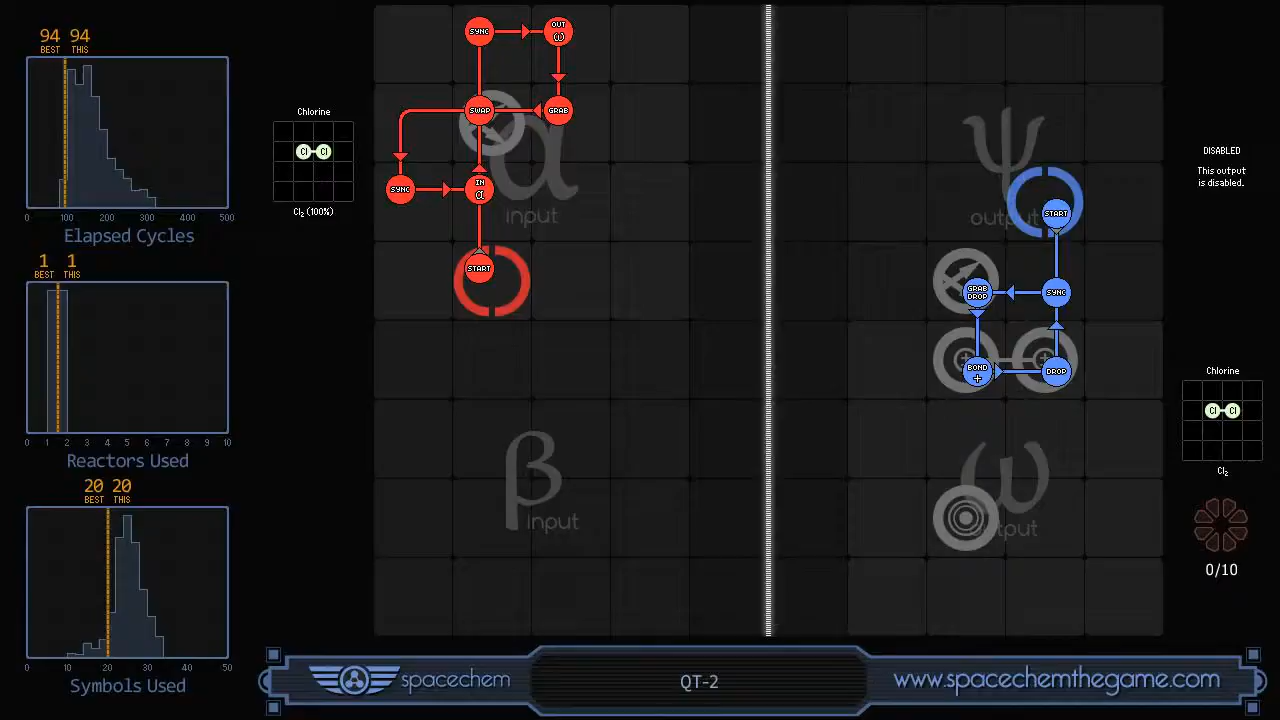 94 94
BEST THIS
0 100 200 300 400 500
Elapsed Cycles
1 1
BEST THIS
0 1 2 3 4 5 6 7 8 9 10
Reactors Used
20 20
BEST THIS
0 10 20 30 40 50
Symbols Used
Chlorine
Cl Cl
Cl₂ (100%)
SYNC
OUT
ω
SWAP
GRAB
SYNC
IN
α
START
α
input
β
input
ψ
output
START
GRAB
DROP
SYNC
BOND
+
DROP
ω
output
DISABLED
This output
is disabled.
Chlorine
Cl Cl
Cl₂
0/10
spacechem
QT-2
www.spacechemthegame.com